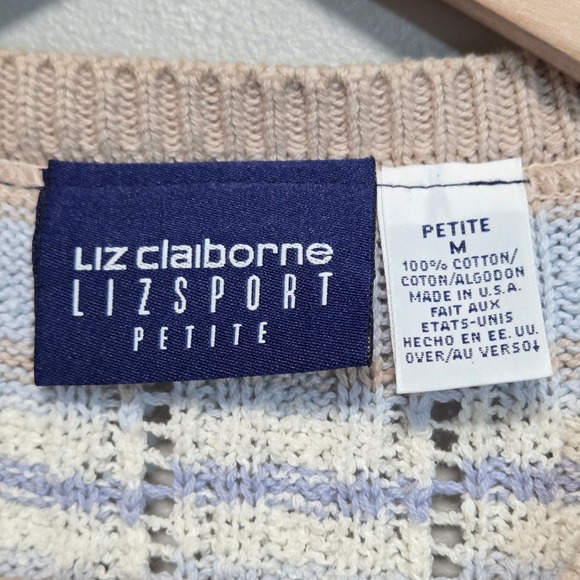 Liz claiborne
LIZSPORT
PETITE
PETITE
M
100% COTTON/
COTON/ALGODON
MADE IN U.S.A.
FAIT AUX
ETATS-UNIS
HECHO EN EE. UU.
OVER/AU VERSO↓